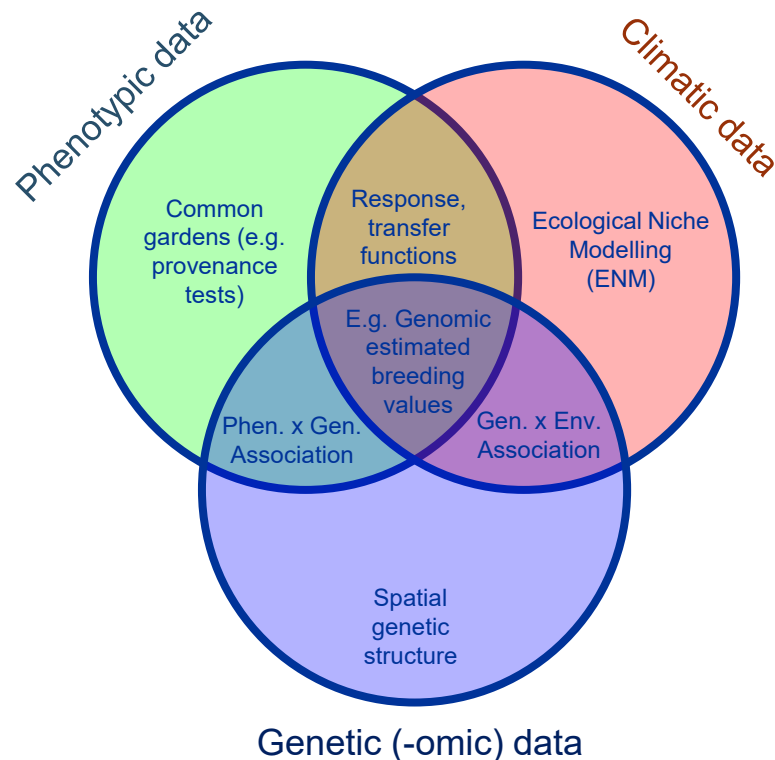 Phenotypic data
Climatic data
Common
gardens (e.g.
provenance
tests)
Response,
transfer
functions
Ecological Niche
Modelling
(ENM)
E.g. Genomic
estimated
breeding
values
Phen. x Gen.
Association
Gen. x Env.
Association
Spatial
genetic
structure
Genetic (-omic) data